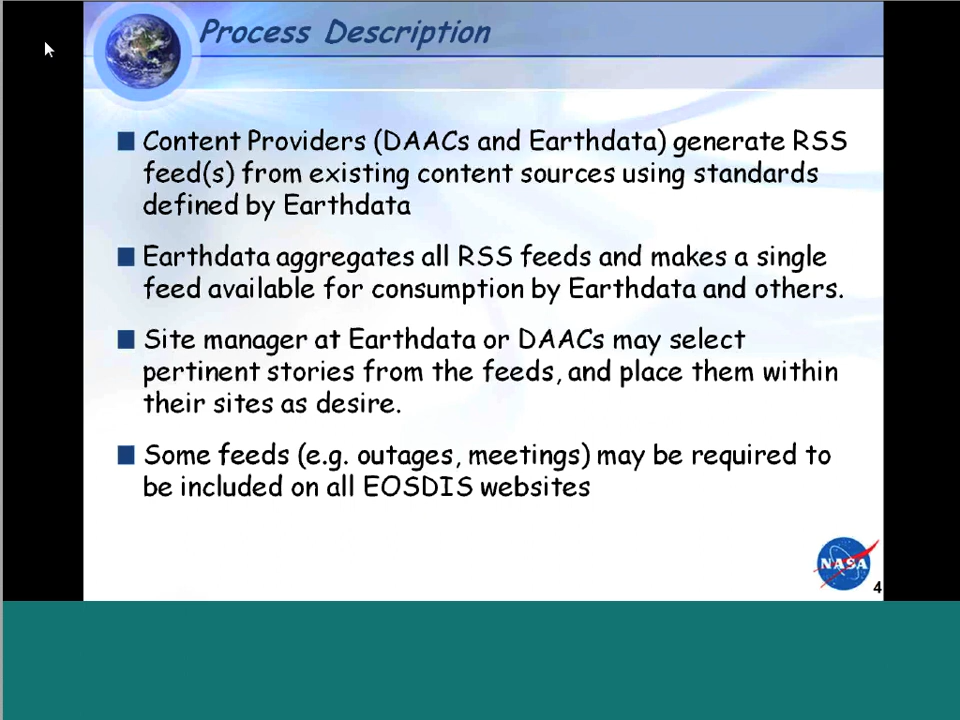 Process Description
Content Providers (DAACs and Earthdata) generate RSS
feed(s) from existing content sources using standards
defined by Earthdata
Earthdata aggregates all RSS feeds and makes a single
feed available for consumption by Earthdata and others.
Site manager at Earthdata or DAACs may select
pertinent stories from the feeds, and place them within
their sites as desire.
Some feeds (e.g. outages, meetings) may be required to
be included on all EOSDIS websites
NASA
4